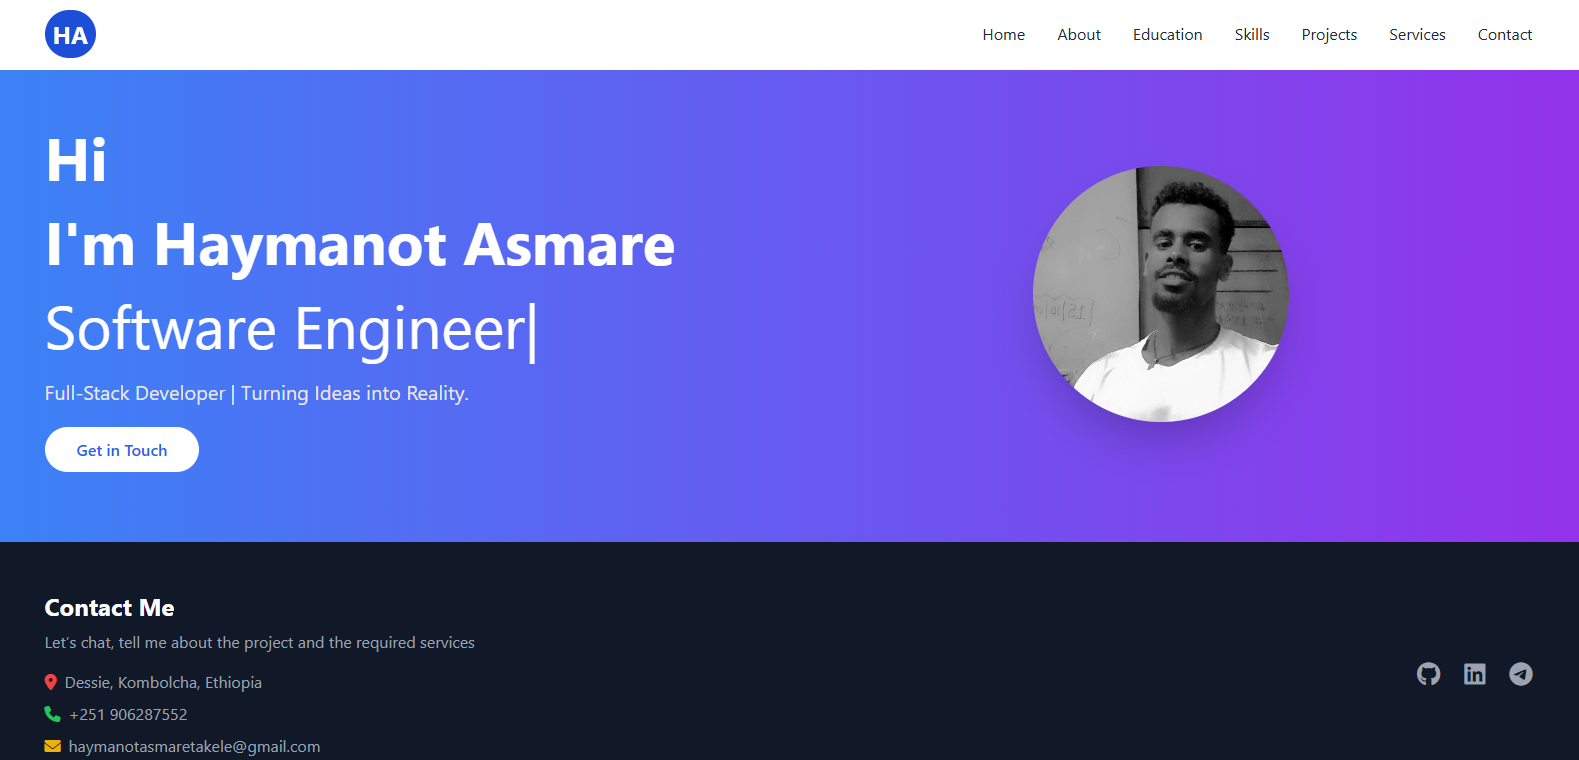 HA
Home About Education Skills Projects Services Contact
Hi
I'm Haymanot Asmare
Software Engineer|
Full-Stack Developer | Turning Ideas into Reality.
Get in Touch
Contact Me
Let’s chat, tell me about the project and the required services
Dessie, Kombolcha, Ethiopia
+251 906287552
haymanotasmaretakele@gmail.com
in